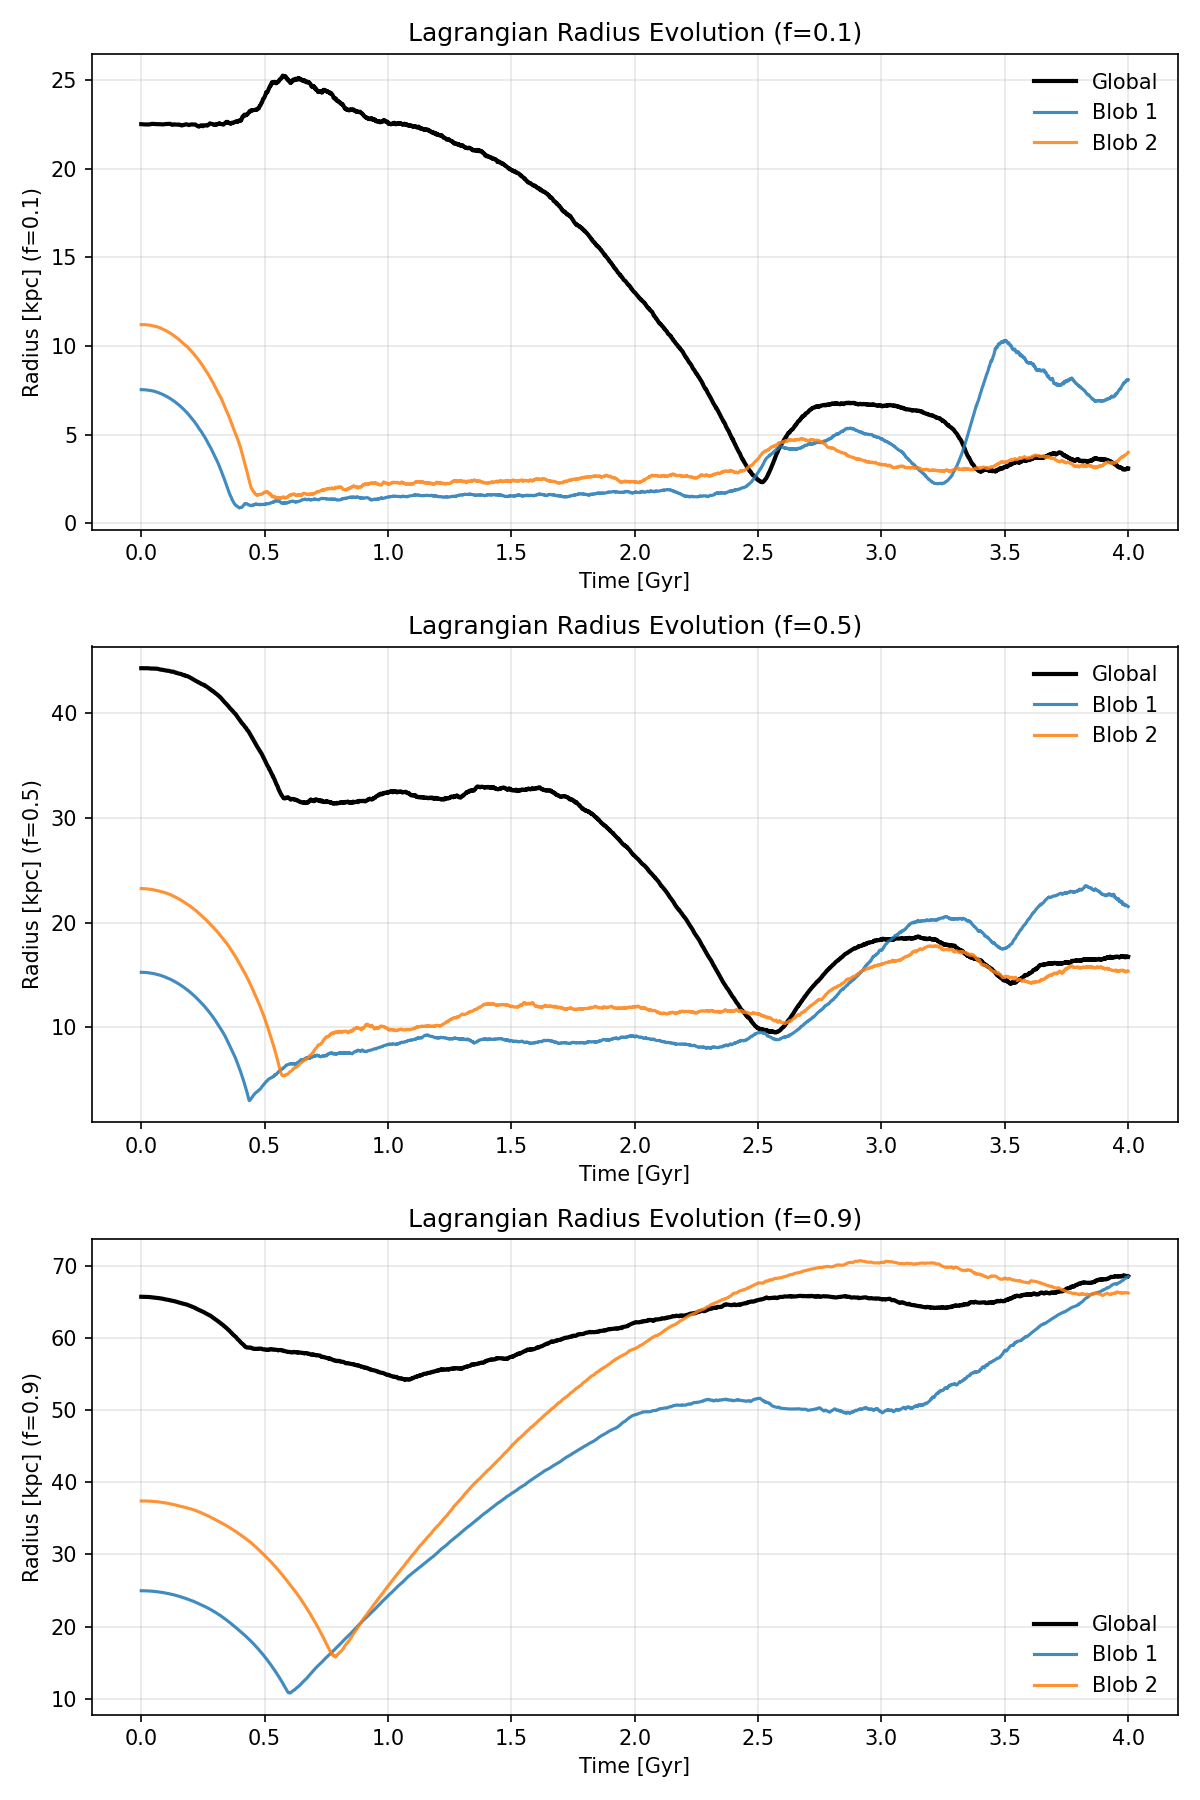 Lagrangian Radius Evolution (f=0.1)
Radius [kpc] (f=0.1)
25
20
15
10
5
0
Global
Blob 1
Blob 2
0.0 0.5 1.0 1.5 2.0 2.5 3.0 3.5 4.0
Time [Gyr]
Lagrangian Radius Evolution (f=0.5)
Radius [kpc] (f=0.5)
40
30
20
10
Global
Blob 1
Blob 2
0.0 0.5 1.0 1.5 2.0 2.5 3.0 3.5 4.0
Time [Gyr]
Lagrangian Radius Evolution (f=0.9)
Radius [kpc] (f=0.9)
70
60
50
40
30
20
10
Global
Blob 1
Blob 2
0.0 0.5 1.0 1.5 2.0 2.5 3.0 3.5 4.0
Time [Gyr]